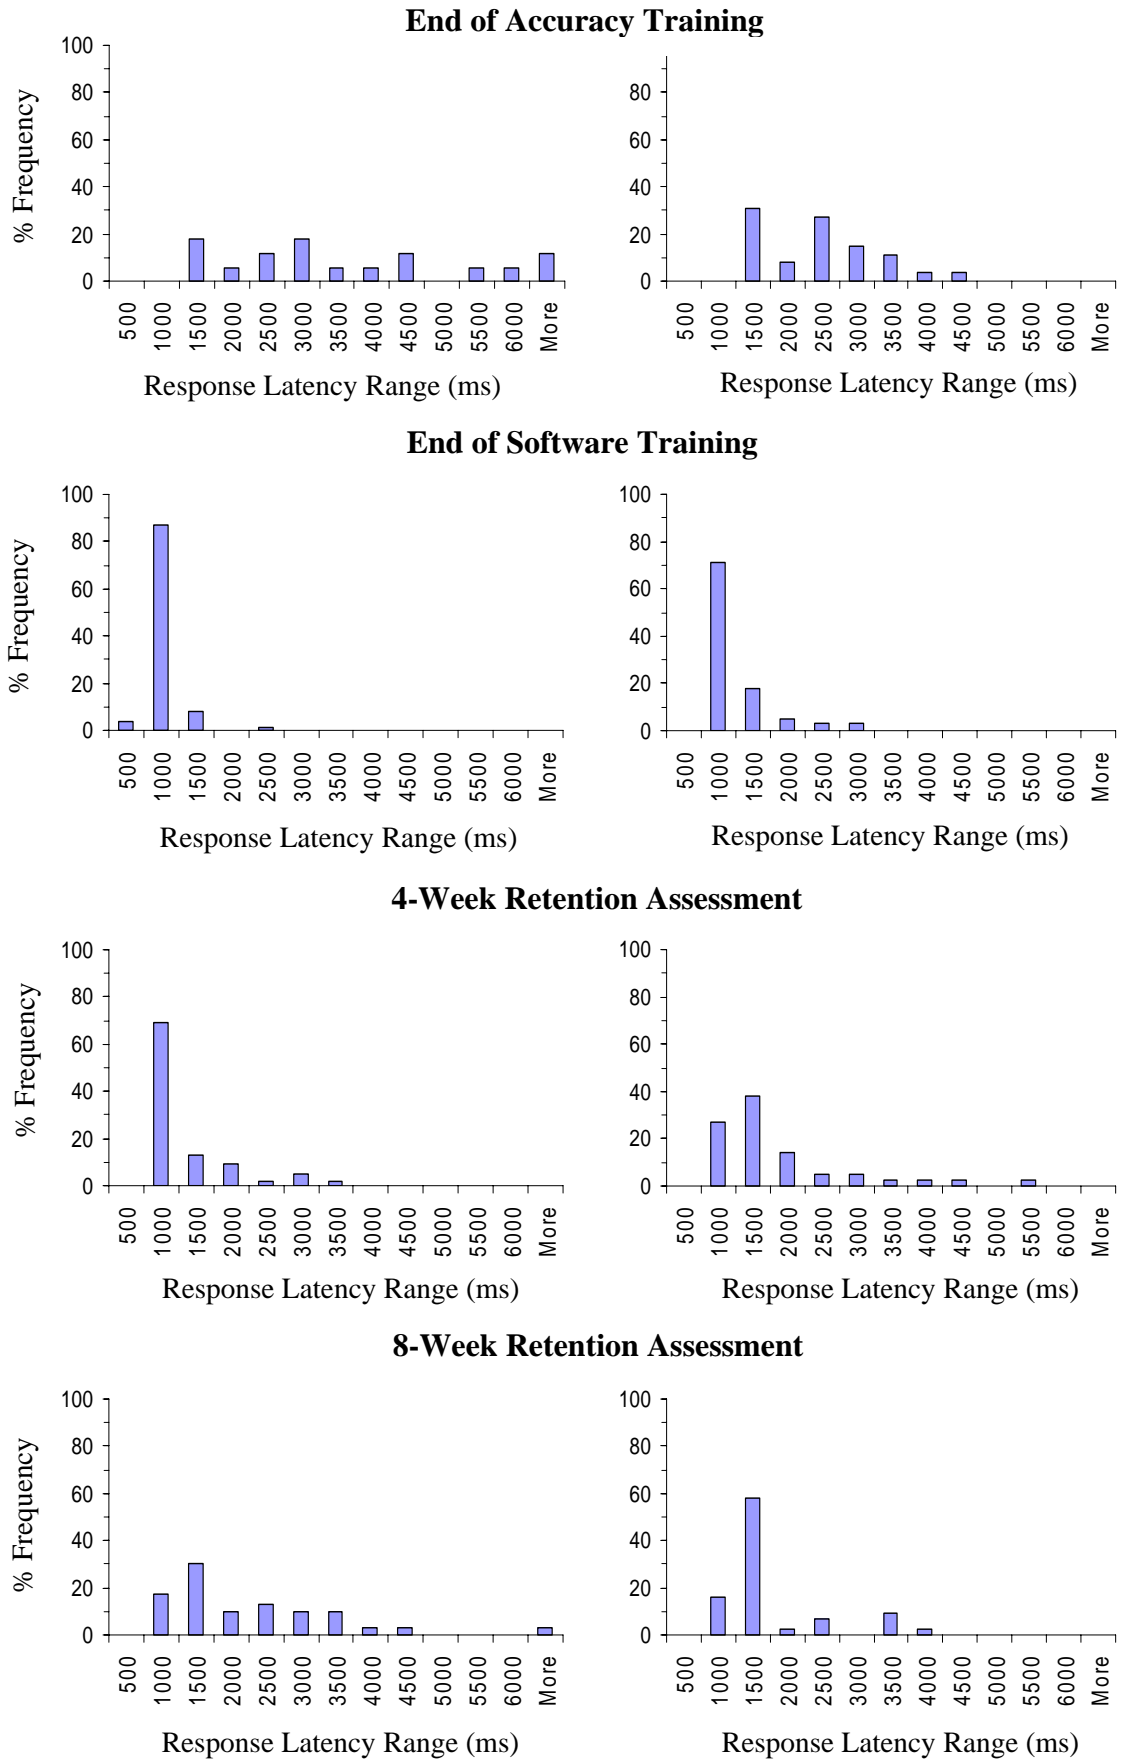 End of Accuracy Training
% Frequency
100
80
60
40
20
0
500 1000 1500 2000 2500 3000 3500 4000 4500 5000 5500 6000 More
Response Latency Range (ms)
80
60
40
20
0
500 1000 1500 2000 2500 3000 3500 4000 4500 5000 5500 6000 More
Response Latency Range (ms)
End of Software Training
% Frequency
100
80
60
40
20
0
500 1000 1500 2000 2500 3000 3500 4000 4500 5000 5500 6000 More
Response Latency Range (ms)
100
80
60
40
20
0
500 1000 1500 2000 2500 3000 3500 4000 4500 5000 5500 6000 More
Response Latency Range (ms)
4-Week Retention Assessment
% Frequency
100
80
60
40
20
0
500 1000 1500 2000 2500 3000 3500 4000 4500 5000 5500 6000 More
Response Latency Range (ms)
100
80
60
40
20
0
500 1000 1500 2000 2500 3000 3500 4000 4500 5000 5500 6000 More
Response Latency Range (ms)
8-Week Retention Assessment
% Frequency
100
80
60
40
20
0
500 1000 1500 2000 2500 3000 3500 4000 4500 5000 5500 6000 More
Response Latency Range (ms)
100
80
60
40
20
0
500 1000 1500 2000 2500 3000 3500 4000 4500 5000 5500 6000 More
Response Latency Range (ms)